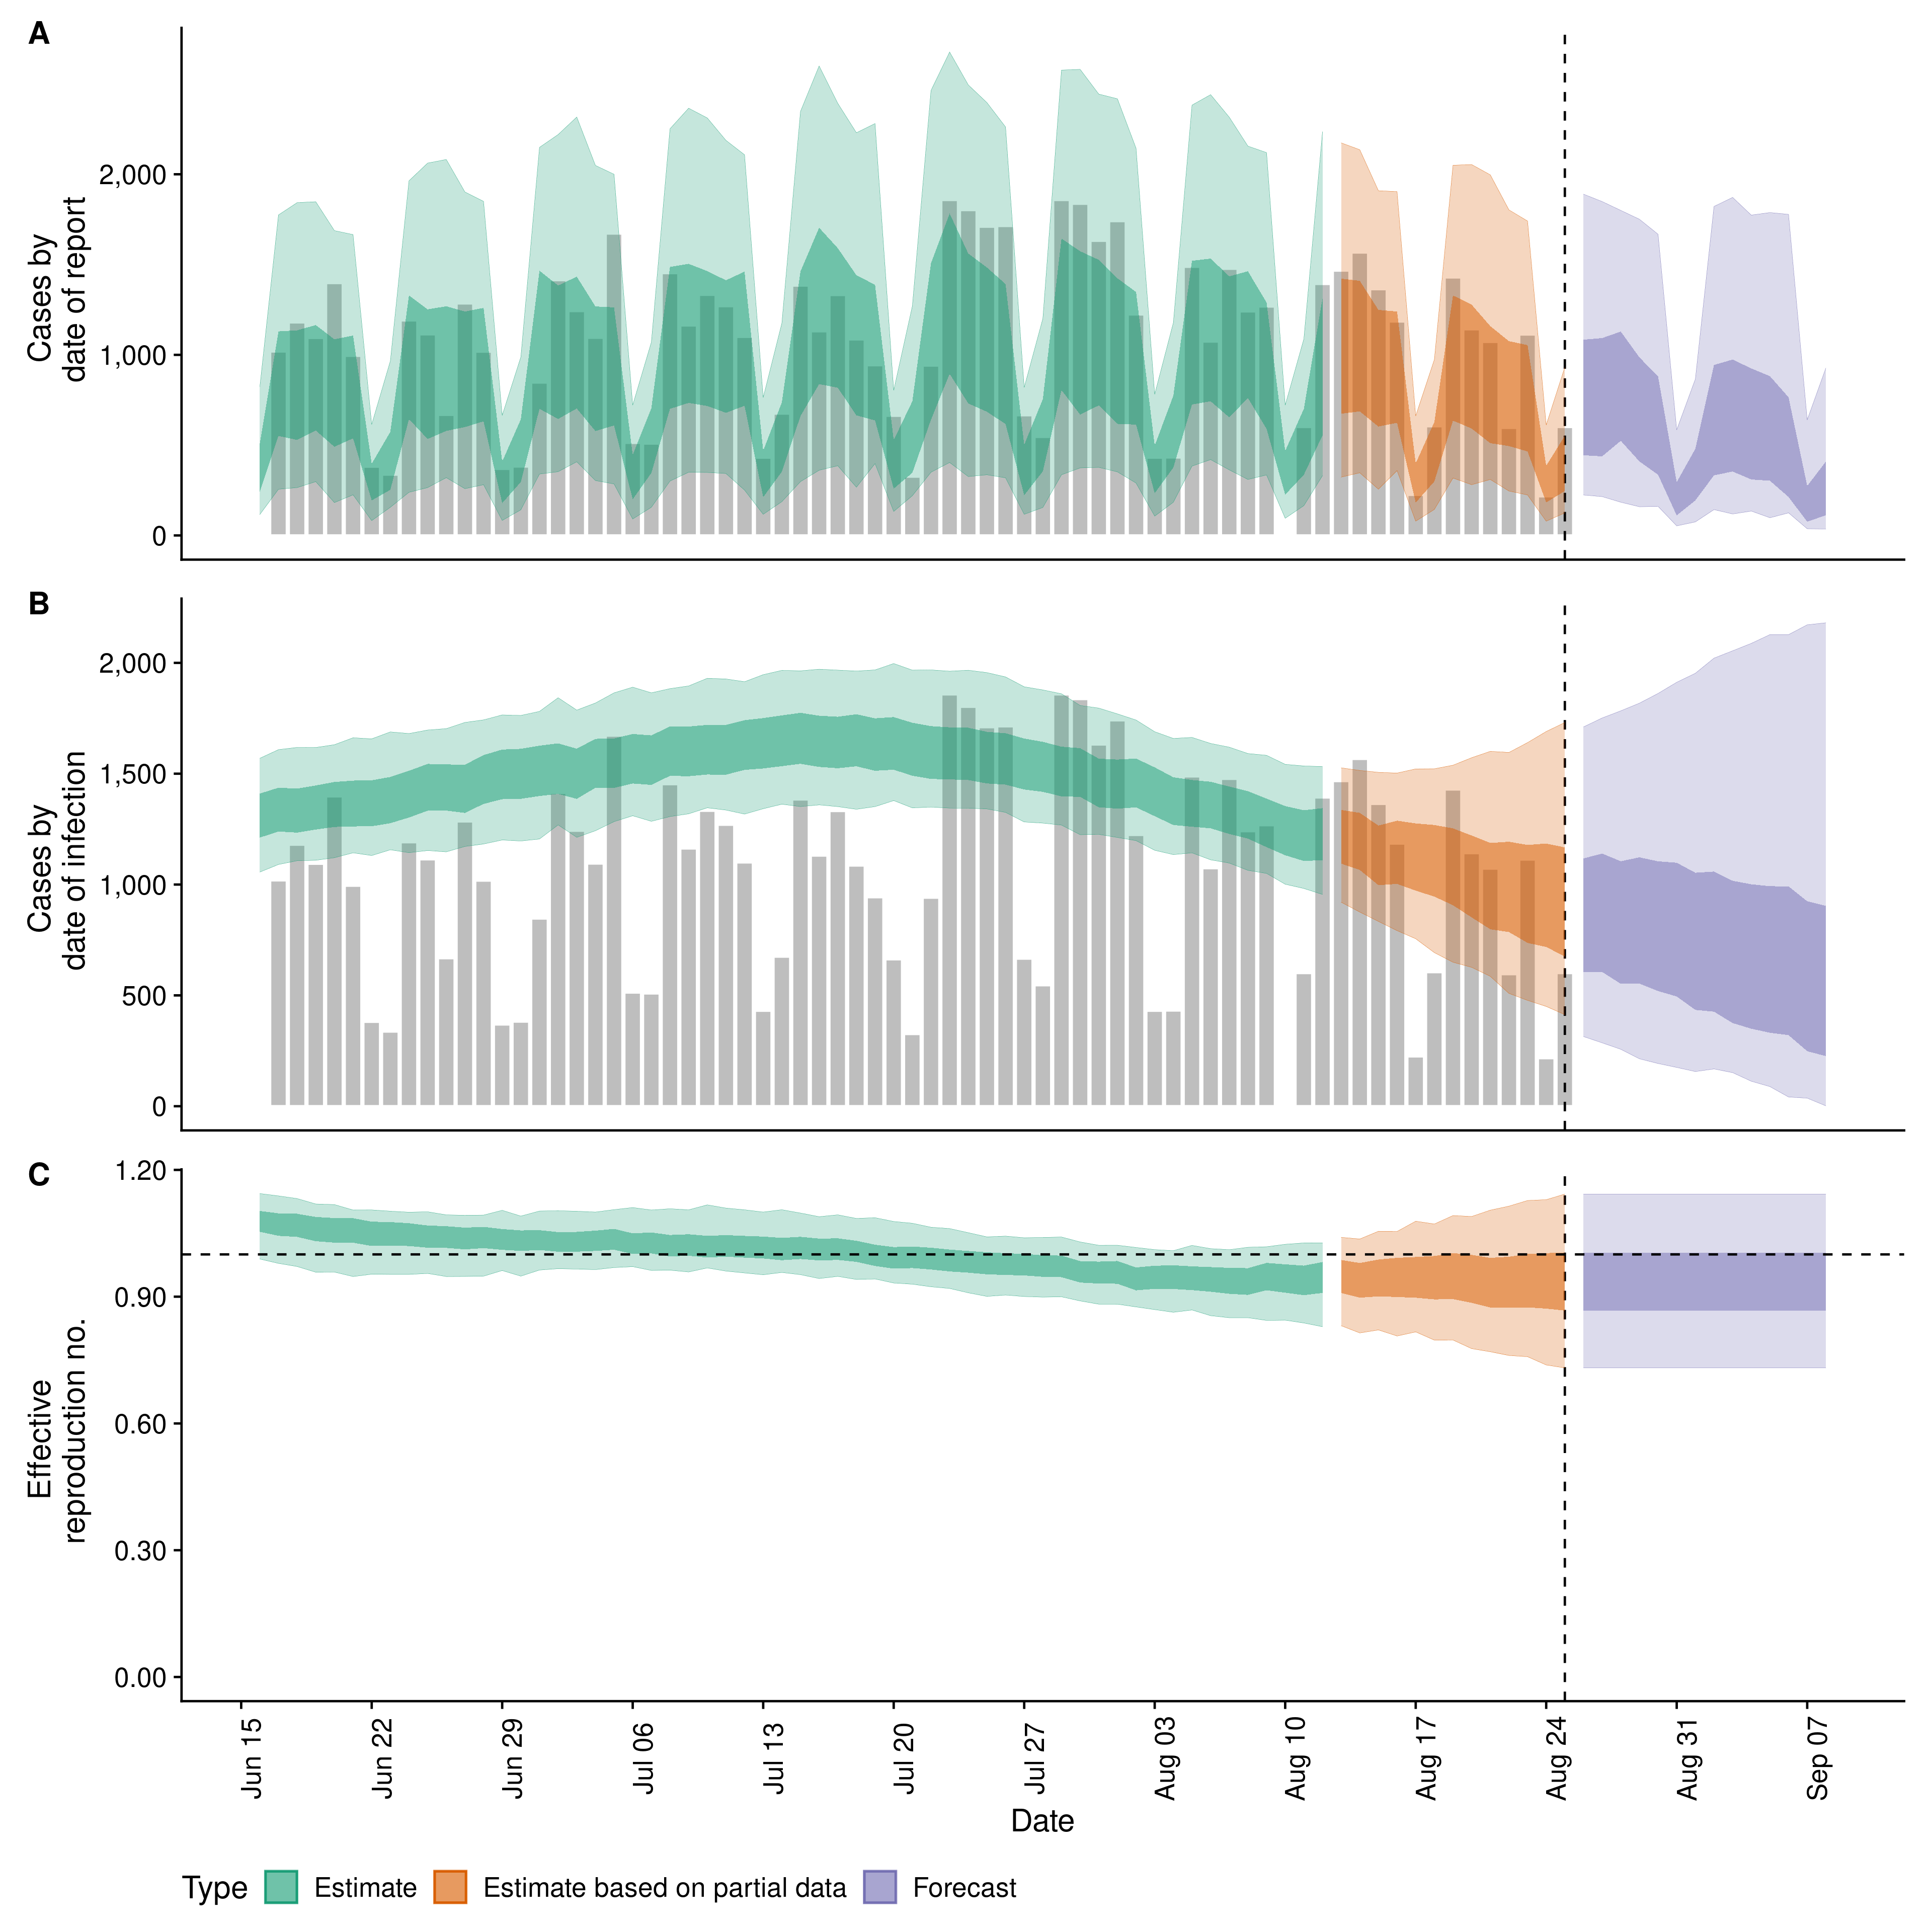 A
Cases by
date of report
2,000
1,000
0
B
Cases by
date of infection
2,000
1,500
1,000
500
0
C
Effective
reproduction no.
1.20
0.90
0.60
0.30
0.00
Jun 15
Jun 22
Jun 29
Jul 06
Jul 13
Jul 20
Jul 27
Aug 03
Aug 10
Aug 17
Aug 24
Aug 31
Sep 07
Date
Type Estimate Estimate based on partial data Forecast